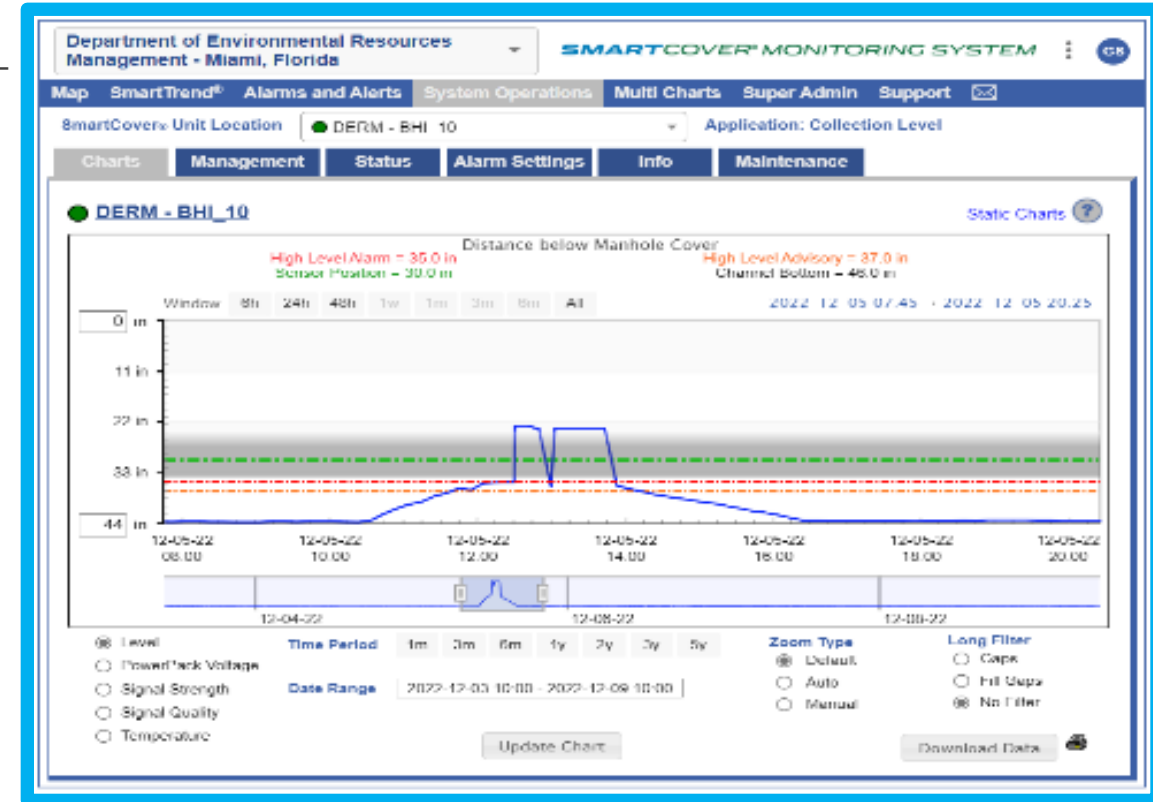 Department of Environmental Resources
Management - Miami, Florida
SMARTCOVER® MONITORING SYSTEM
Map SmartTrend® Alarms and Alerts System Operations Multi Charts Super Admin Support
SmartCover® Unit Location DERM - BHI_10 Application: Collection Level
Charts Management Status Alarm Settings Info Maintenance
DERM - BHI_10 Static Charts ?
Distance below Manhole Cover
High Level Alarm = 35.0 in High Level Advisory = 37.0 in
Sensor Position = 30.0 in Channel Bottom = 46.0 in
Window 6h 24h 48h 1w 1m 3m 6m All 2022-12-05 07:45 - 2022-12-05 20:25
0 in
11 in
22 in
33 in
44 in
12-05-22 12-05-22 12-05-22 12-05-22 12-05-22 12-05-22 12-05-22
08:00 10:00 12:00 14:00 16:00 18:00 20:00
12-04-22
Level Time Period 1m 3m 6m 1y 2y 3y 5y Zoom Type Long Filter
PowerPack Voltage Default Gaps
Signal Strength Date Range 2022-12-03 10:00 - 2022-12-09 10:00 Auto Fill Gaps
Signal Quality Manual No Filter
Temperature
Update Chart Download Data